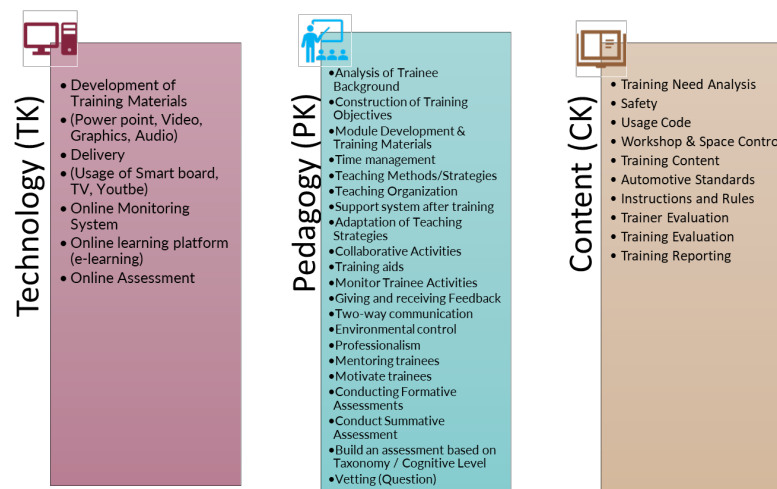 Technology (TK)
• Development of
Training Materials
• (Power point, Video,
Graphics, Audio)
• Delivery
• (Usage of Smart board,
TV, Youtbe)
• Online Monitoring
System
• Online learning platform
(e-learning)
• Online Assessment
Pedagogy (PK)
•Analysis of Trainee
Background
•Construction of Training
Objectives
•Module Development &
Training Materials
•Time management
•Teaching Methods/Strategies
•Teaching Organization
•Support system after training
•Adaptation of Teaching
Strategies
•Collaborative Activities
•Training aids
•Monitor Trainee Activities
•Giving and receiving Feedback
•Two-way communication
•Environmental control
•Professionalism
•Mentoring trainees
•Motivate trainees
•Conducting Formative
Assessments
•Conduct Summative
Assessment
•Build an assessment based on
Taxonomy / Cognitive Level
•Vetting (Question)
Content (CK)
• Training Need Analysis
• Safety
• Usage Code
• Workshop & Space Contro
• Training Content
• Automotive Standards
• Instructions and Rules
• Trainer Evaluation
• Training Evaluation
• Training Reporting